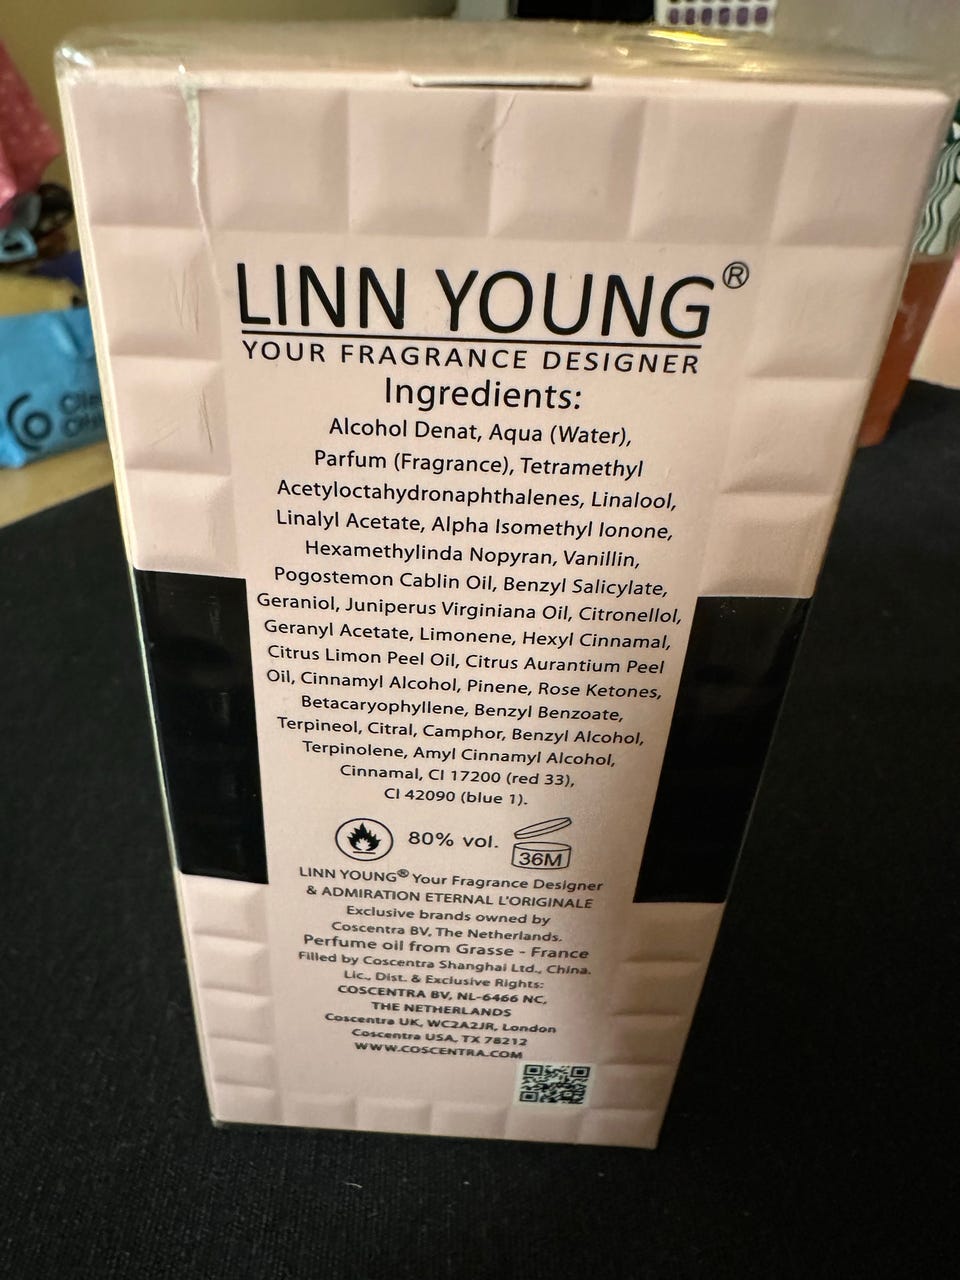 LINN YOUNG®
YOUR FRAGRANCE DESIGNER
Ingredients:
Alcohol Denat, Aqua (Water),
Parfum (Fragrance), Tetramethyl
Acetyloctahydronaphthalenes, Linalool,
Linalyl Acetate, Alpha Isomethyl Ionone,
Hexamethylinda Nopyran, Vanillin,
Pogostemon Cablin Oil, Benzyl Salicylate,
Geraniol, Juniperus Virginiana Oil, Citronellol,
Geranyl Acetate, Limonene, Hexyl Cinnamal,
Citrus Limon Peel Oil, Citrus Aurantium Peel
Oil, Cinnamyl Alcohol, Pinene, Rose Ketones,
Betacaryophyllene, Benzyl Benzoate,
Terpineol, Citral, Camphor, Benzyl Alcohol,
Terpinolene, Amyl Cinnamyl Alcohol,
Cinnamal, CI 17200 (red 33),
CI 42090 (blue 1).
80% vol.
36M
LINN YOUNG® Your Fragrance Designer
& ADMIRATION ETERNAL L'ORIGINALE
Exclusive brands owned by
Coscentra BV, The Netherlands.
Perfume oil from Grasse - France
Filled by Coscentra Shanghai Ltd., China.
Lic., Dist. & Exclusive Rights:
COSCENTRA BV, NL-6466 NC,
THE NETHERLANDS
Coscentra UK, WC2A2JR, London
Coscentra USA, TX 78212
WWW.COSCENTRA.COM